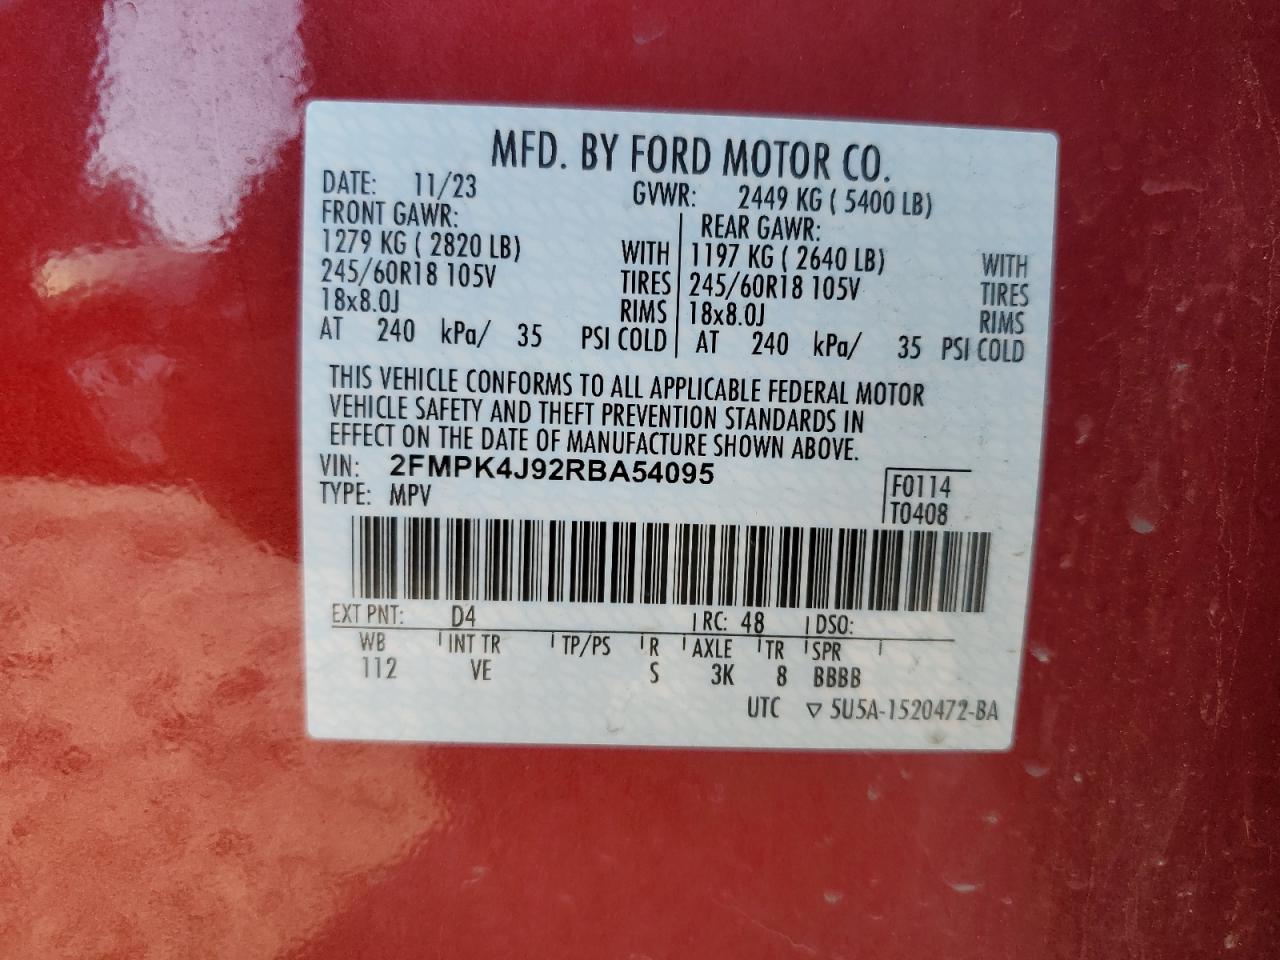 MFD. BY FORD MOTOR CO.
DATE: 11/23 GVWR: 2449 KG ( 5400 LB)
FRONT GAWR: REAR GAWR:
1279 KG ( 2820 LB) WITH 1197 KG ( 2640 LB) WITH
245/60R18 105V TIRES 245/60R18 105V TIRES
18x8.0J RIMS 18x8.0J RIMS
AT 240 kPa/ 35 PSI COLD AT 240 kPa/ 35 PSI COLD
THIS VEHICLE CONFORMS TO ALL APPLICABLE FEDERAL MOTOR
VEHICLE SAFETY AND THEFT PREVENTION STANDARDS IN
EFFECT ON THE DATE OF MANUFACTURE SHOWN ABOVE.
VIN: 2FMPK4J92RBA54095
TYPE: MPV
F0114
T0408
EXT PNT: D4 RC: 48 DSO:
WB INT TR TP/PS R AXLE TR SPR
112 VE S 3K 8 BBBB
UTC ▽ 5U5A-1520472-BA